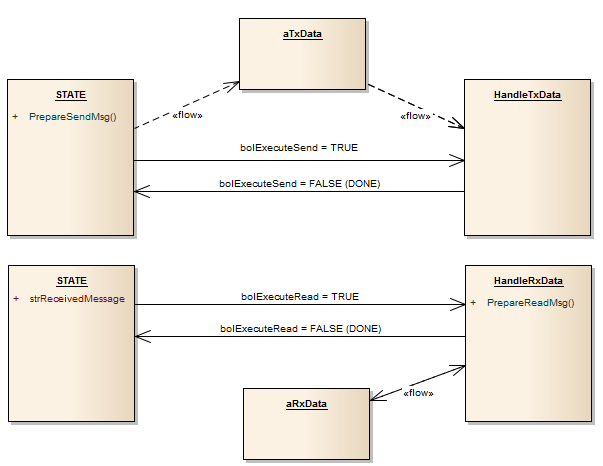 aTxData
STATE
+ PrepareSendMsg()
HandleTxData
«flow»
«flow»
bolExecuteSend = TRUE
bolExecuteSend = FALSE (DONE)
STATE
+ strReceivedMessage
HandleRxData
+ PrepareReadMsg()
bolExecuteRead = TRUE
bolExecuteRead = FALSE (DONE)
«flow»
aRxData